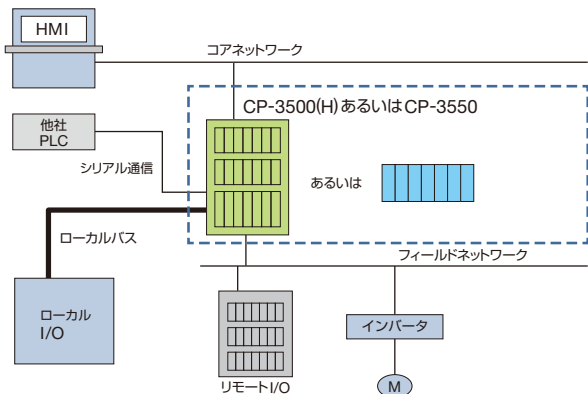 HMI
コアネットワーク
CP-3500(H)あるいはCP-3550
他社
PLC
シリアル通信
あるいは
ローカルバス
フィールドネットワーク
ローカル
I/O
インバータ
リモートI/O
M